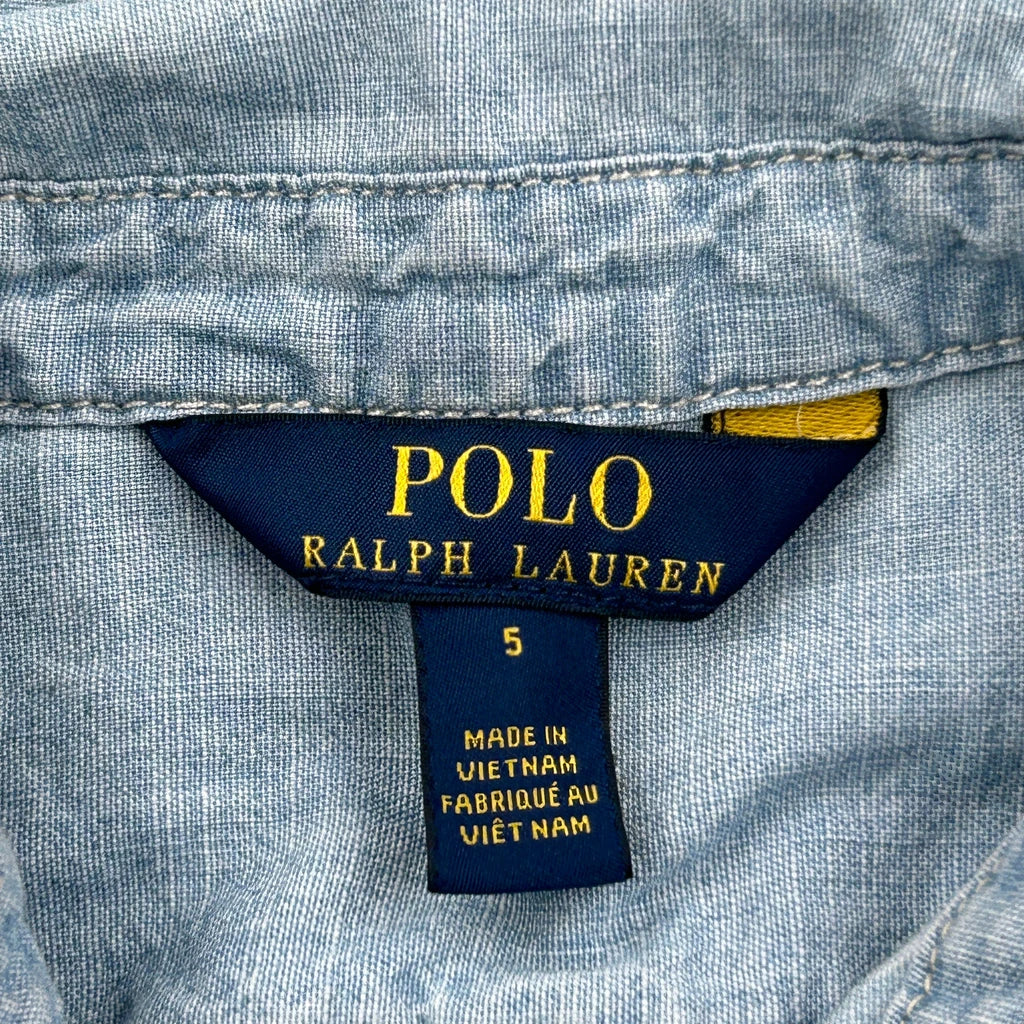 POLO
RALPH LAUREN
5
MADE IN
VIETNAM
FABRIQUÉ AU
VIÊT NAM